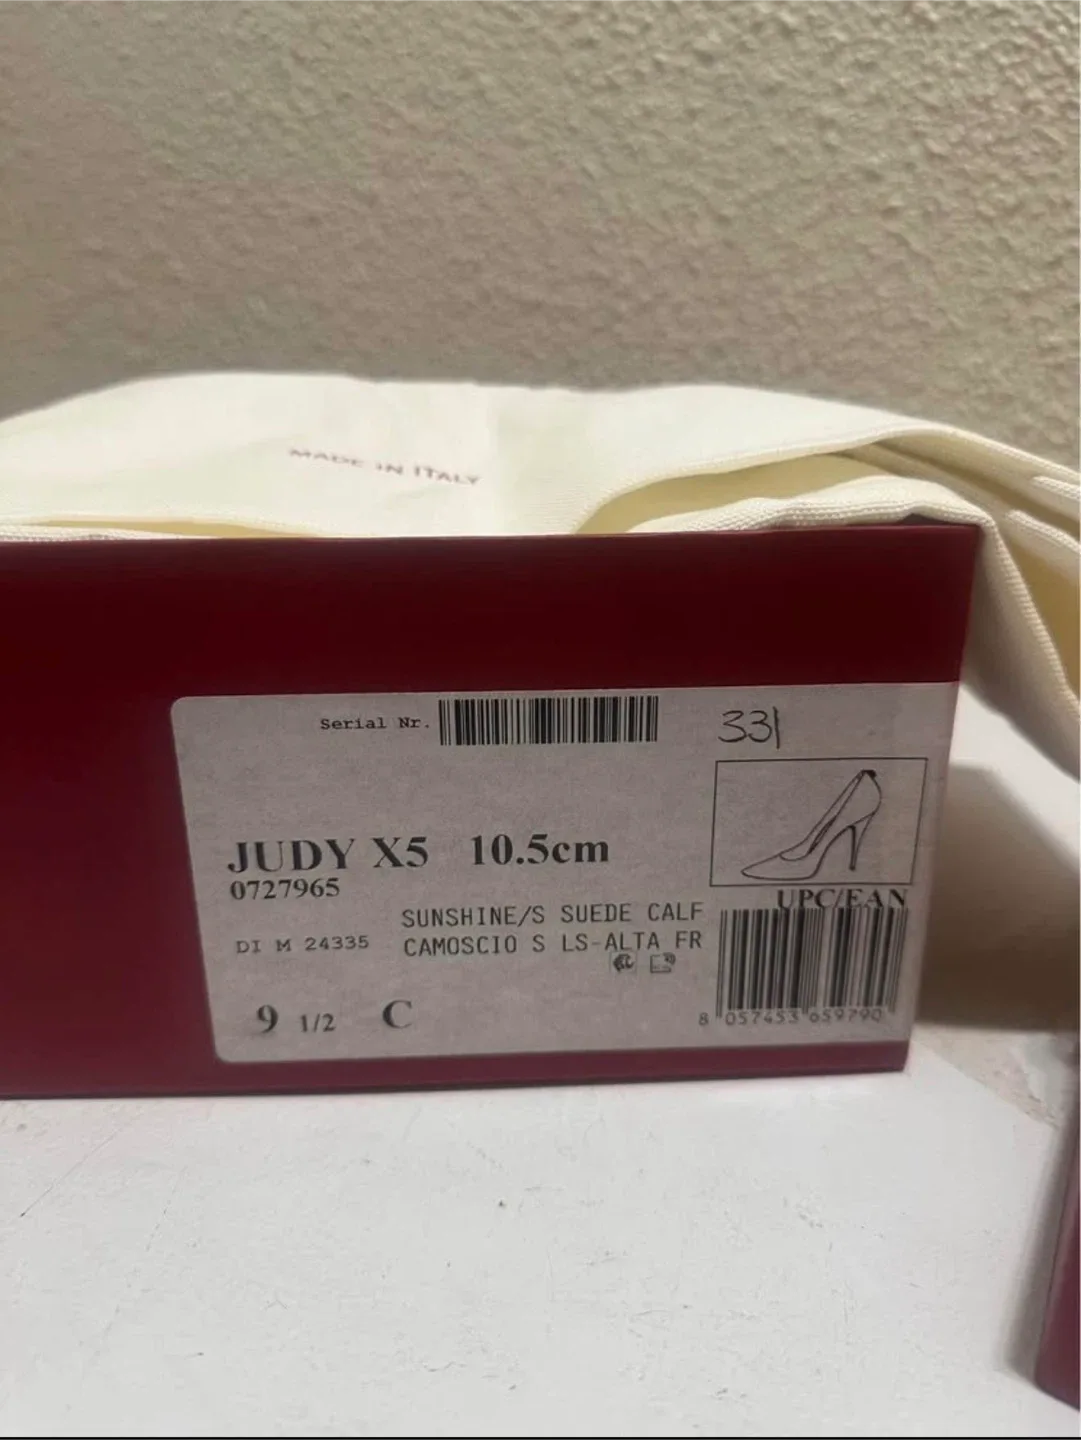 MADE IN ITALY
Serial Nr.
331
JUDY X5 10.5cm
0727965
UPC/EAN
SUNSHINE/S SUEDE CALF
DI M 24335 CAMOSCIO S LS-ALTA FR
9 1/2 C
8 057453 659790